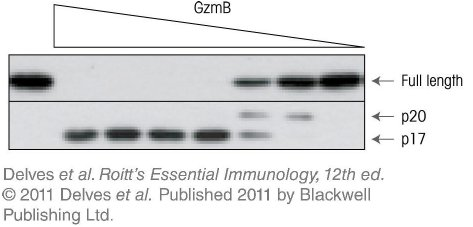 GzmB
Full length
p20
p17
Delves et al. Roitt's Essential Immunology, 12th ed.
© 2011 Delves et al. Published 2011 by Blackwell
Publishing Ltd.